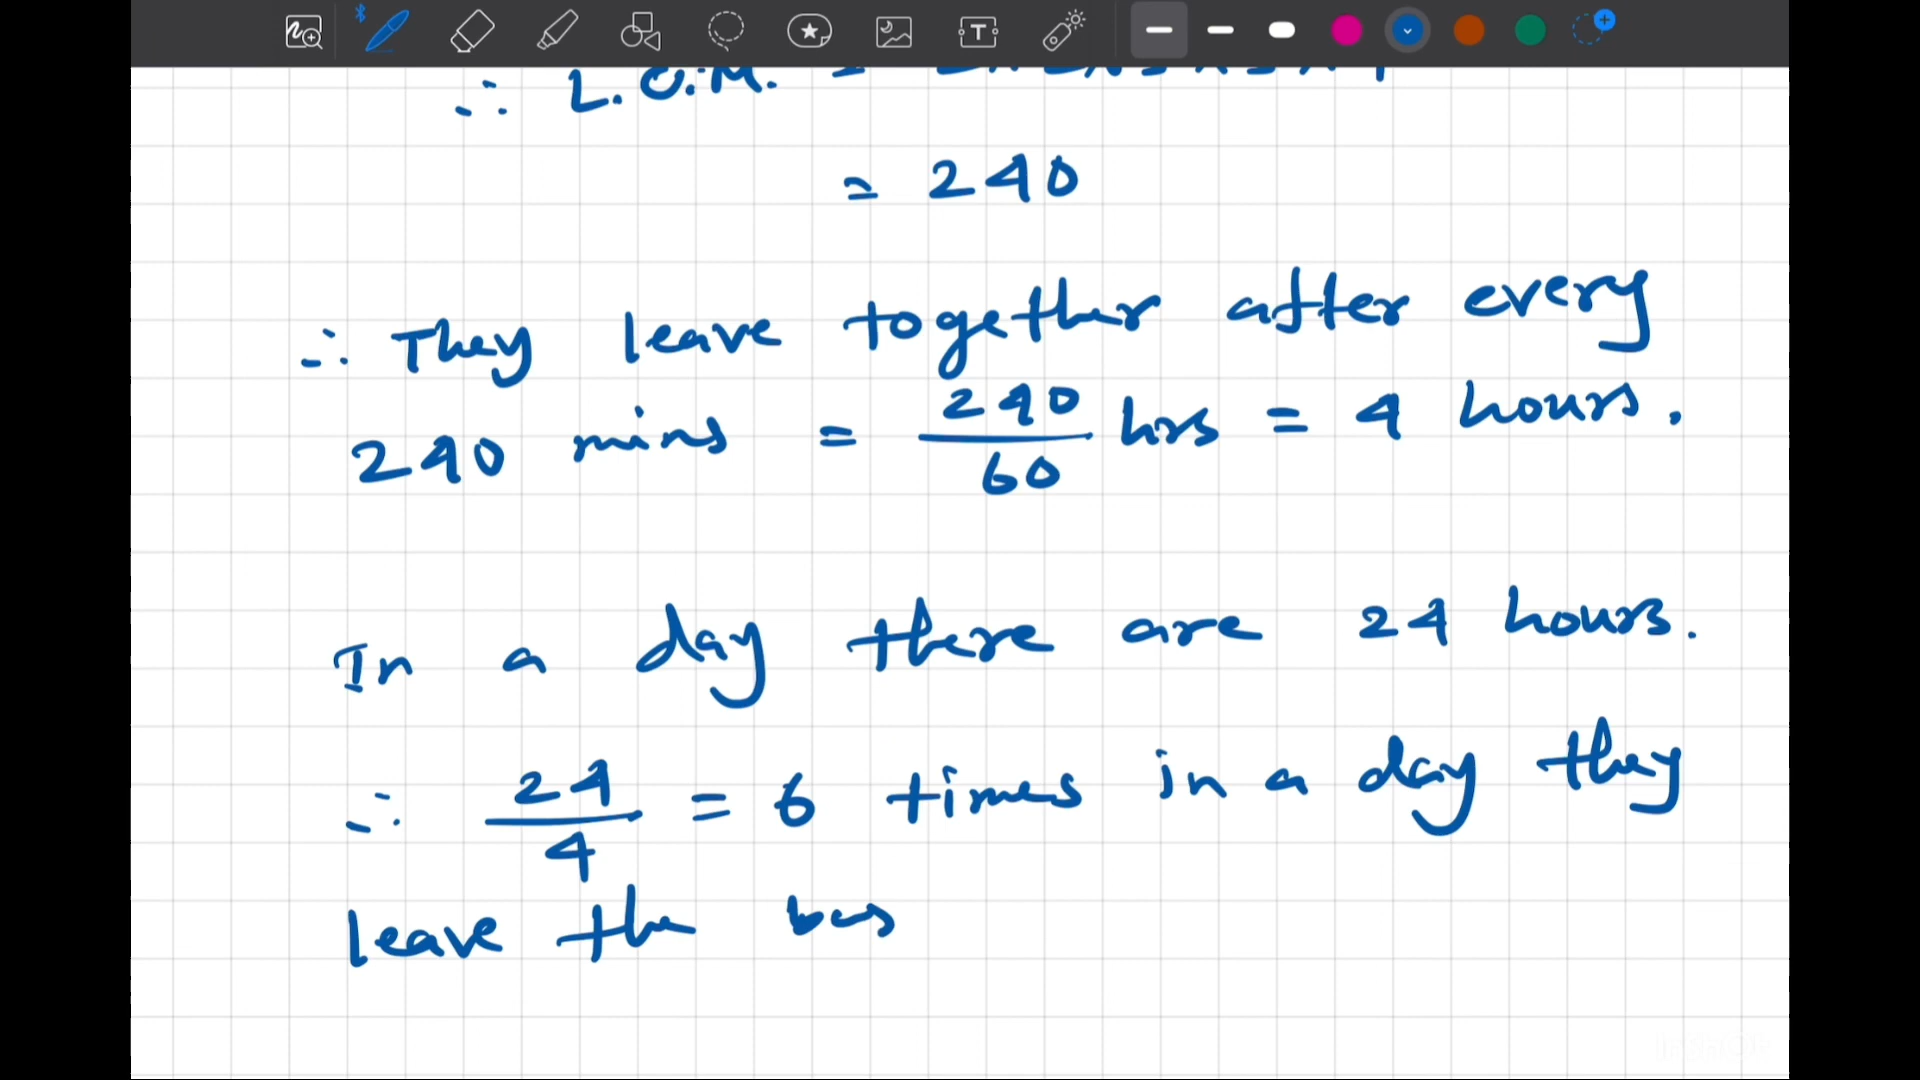 ∴ L.C.M. =
= 240
∴ They leave together after every
240 mins = 240/60 hrs = 4 hours.
In a day there are 24 hours.
∴ 24/4 = 6 times in a day they
leave the bus